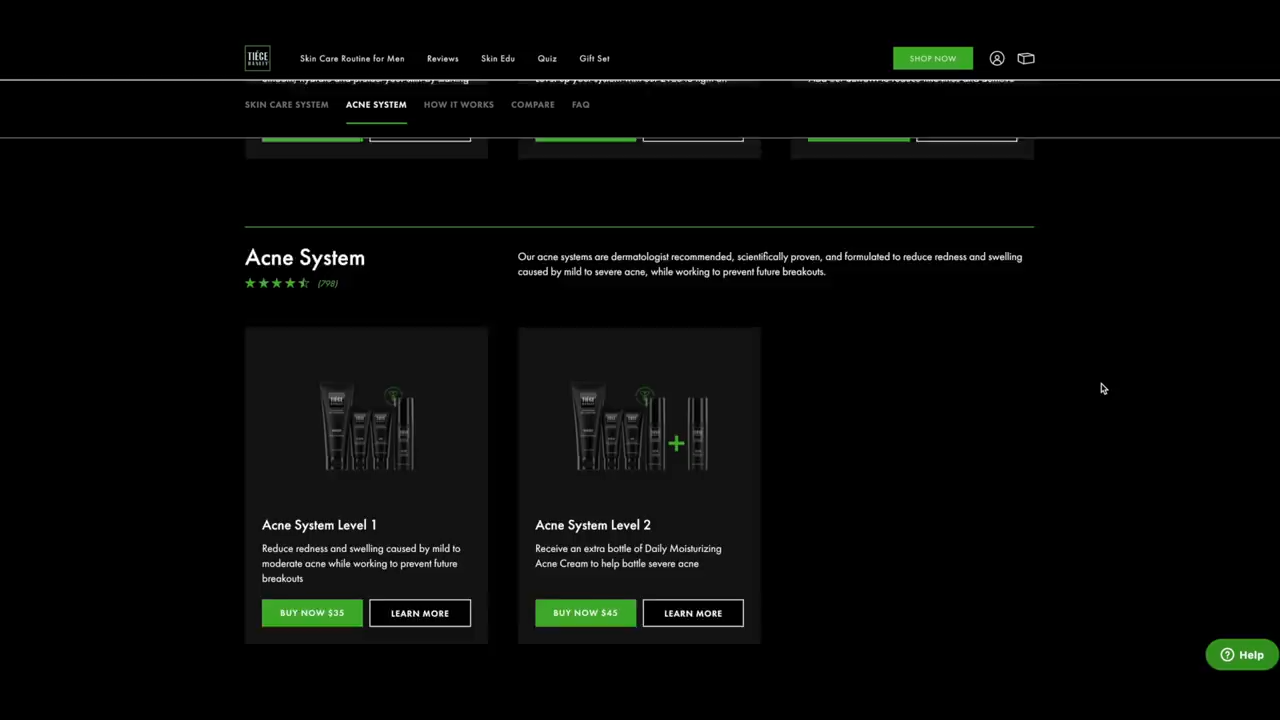 TIÉGE
HANLEY
Skin Care Routine for Men
Reviews
Skin Edu
Quiz
Gift Set
SHOP NOW
SKIN CARE SYSTEM
ACNE SYSTEM
HOW IT WORKS
COMPARE
FAQ
Acne System
(798)
Our acne systems are dermatologist recommended, scientifically proven, and formulated to reduce redness and swelling
caused by mild to severe acne, while working to prevent future breakouts.
TIÉGE
TIÉGE
Acne System Level 1
Reduce redness and swelling caused by mild to
moderate acne while working to prevent future
breakouts
BUY NOW $35
LEARN MORE
Acne System Level 2
Receive an extra bottle of Daily Moisturizing
Acne Cream to help battle severe acne
BUY NOW $45
LEARN MORE
Help